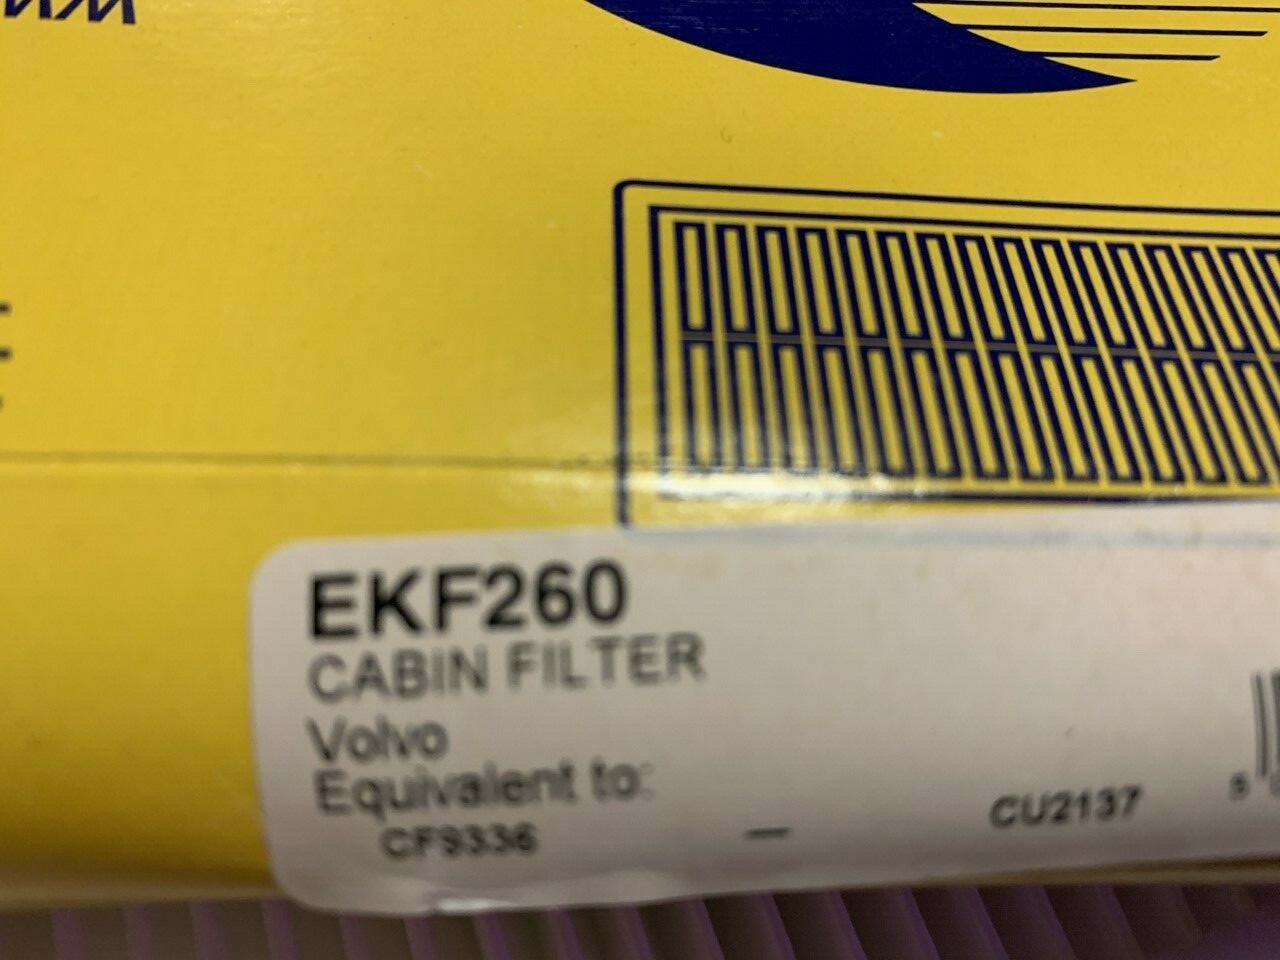 EKF260
CABIN FILTER
Volvo
Equivalent to:
CF9336 — CU2137